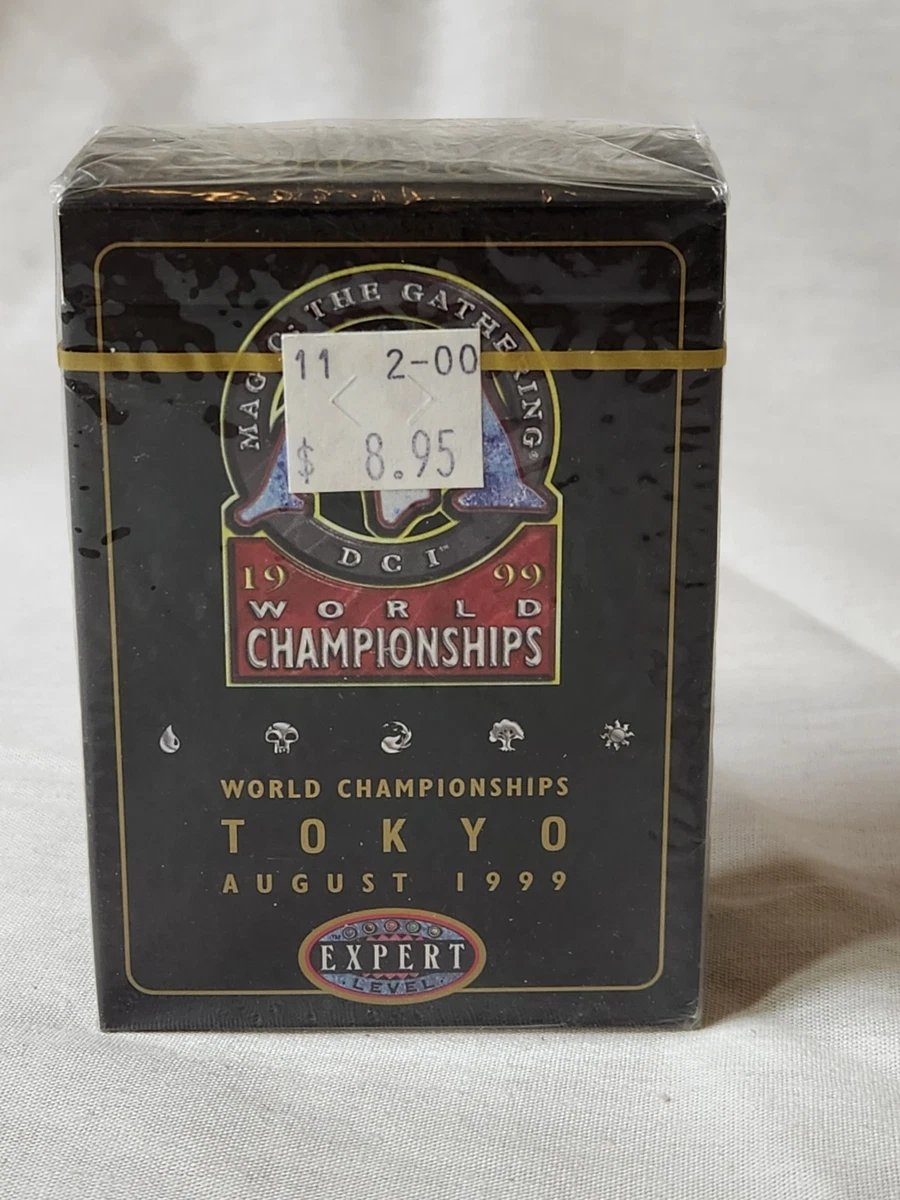 MAGIC: THE GATHERING®
11 2-00
$ 8.95
DCI™
19 99
WORLD
CHAMPIONSHIPS
WORLD CHAMPIONSHIPS
TOKYO
AUGUST 1999
EXPERT
LEVEL